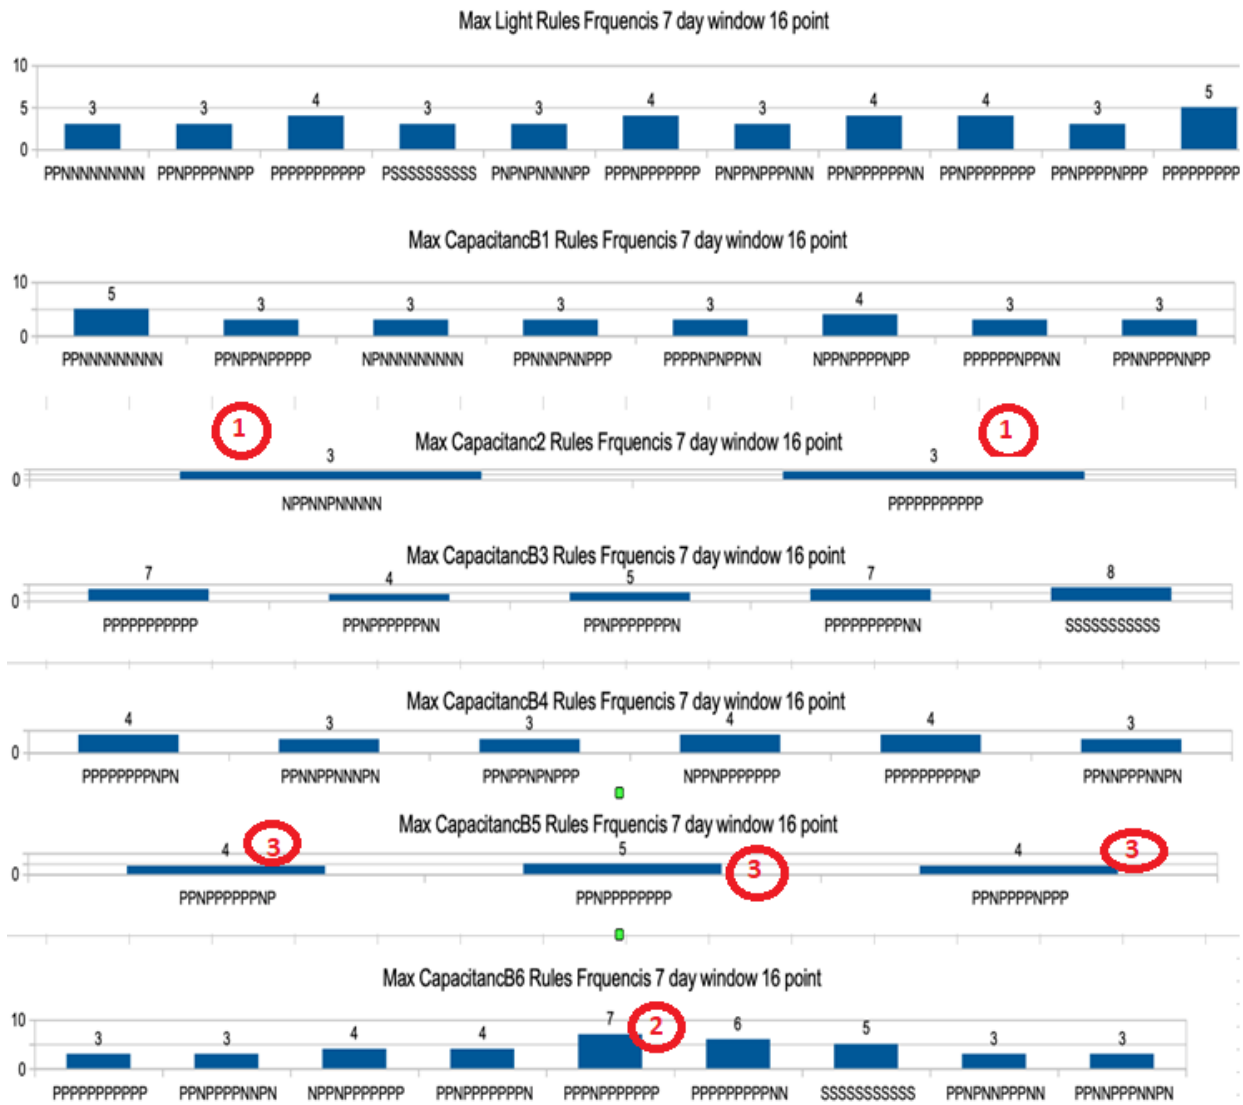 Max Light Rules Frquencis 7 day window 16 point
10
5
0
3 3 4 3 3 4 3 4 4 3 5
PPNNNNNNNNN PPNPPPPNNPP PPPPPPPPPPP PSSSSSSSSSS PNPNPNNNNPP PPPNPPPPPPP PNPPNPPPNNN PPNPPPPPPNN PPNPPPPPPPP PPNPPPPNPPP PPPPPPPPP
Max CapacitancB1 Rules Frquencis 7 day window 16 point
10
0
5 3 3 3 3 4 3 3
PPNNNNNNNNN PPNPPNPPPPP NPNNNNNNNNN PPNNNPNNPPP PPPPNPNPPNN NPPNPPPPNPP PPPPPPNPPNN PPNNPPPNNPP
1 1
Max Capacitanc2 Rules Frquencis 7 day window 16 point
3 3
0
NPPNNPNNNNN PPPPPPPPPPP
Max CapacitancB3 Rules Frquencis 7 day window 16 point
7 4 5 7 8
0
PPPPPPPPPPP PPNPPPPPPNN PPNPPPPPPPN PPPPPPPPPNN SSSSSSSSSSS
Max CapacitancB4 Rules Frquencis 7 day window 16 point
4 3 3 4 4 3
0
PPPPPPPPNPN PPNNPPNNNPN PPNPPNPNPPP NPPNPPPPPPP PPPPPPPPPNP PPNNPPPNNPN
Max CapacitancB5 Rules Frquencis 7 day window 16 point
4 3 5 3 4 3
0
PPNPPPPPPNP PPNPPPPPPPP PPNPPPPNPPP
Max CapacitancB6 Rules Frquencis 7 day window 16 point
10
0
3 3 4 4 7 2 6 5 3 3
PPPPPPPPPPP PPNPPPPNNPN NPPNPPPPPPP PPNPPPPPPPN PPPNPPPPPPP PPPPPPPPPNN SSSSSSSSSSS PPNPNNPPPNN PPNNPPPNNPN